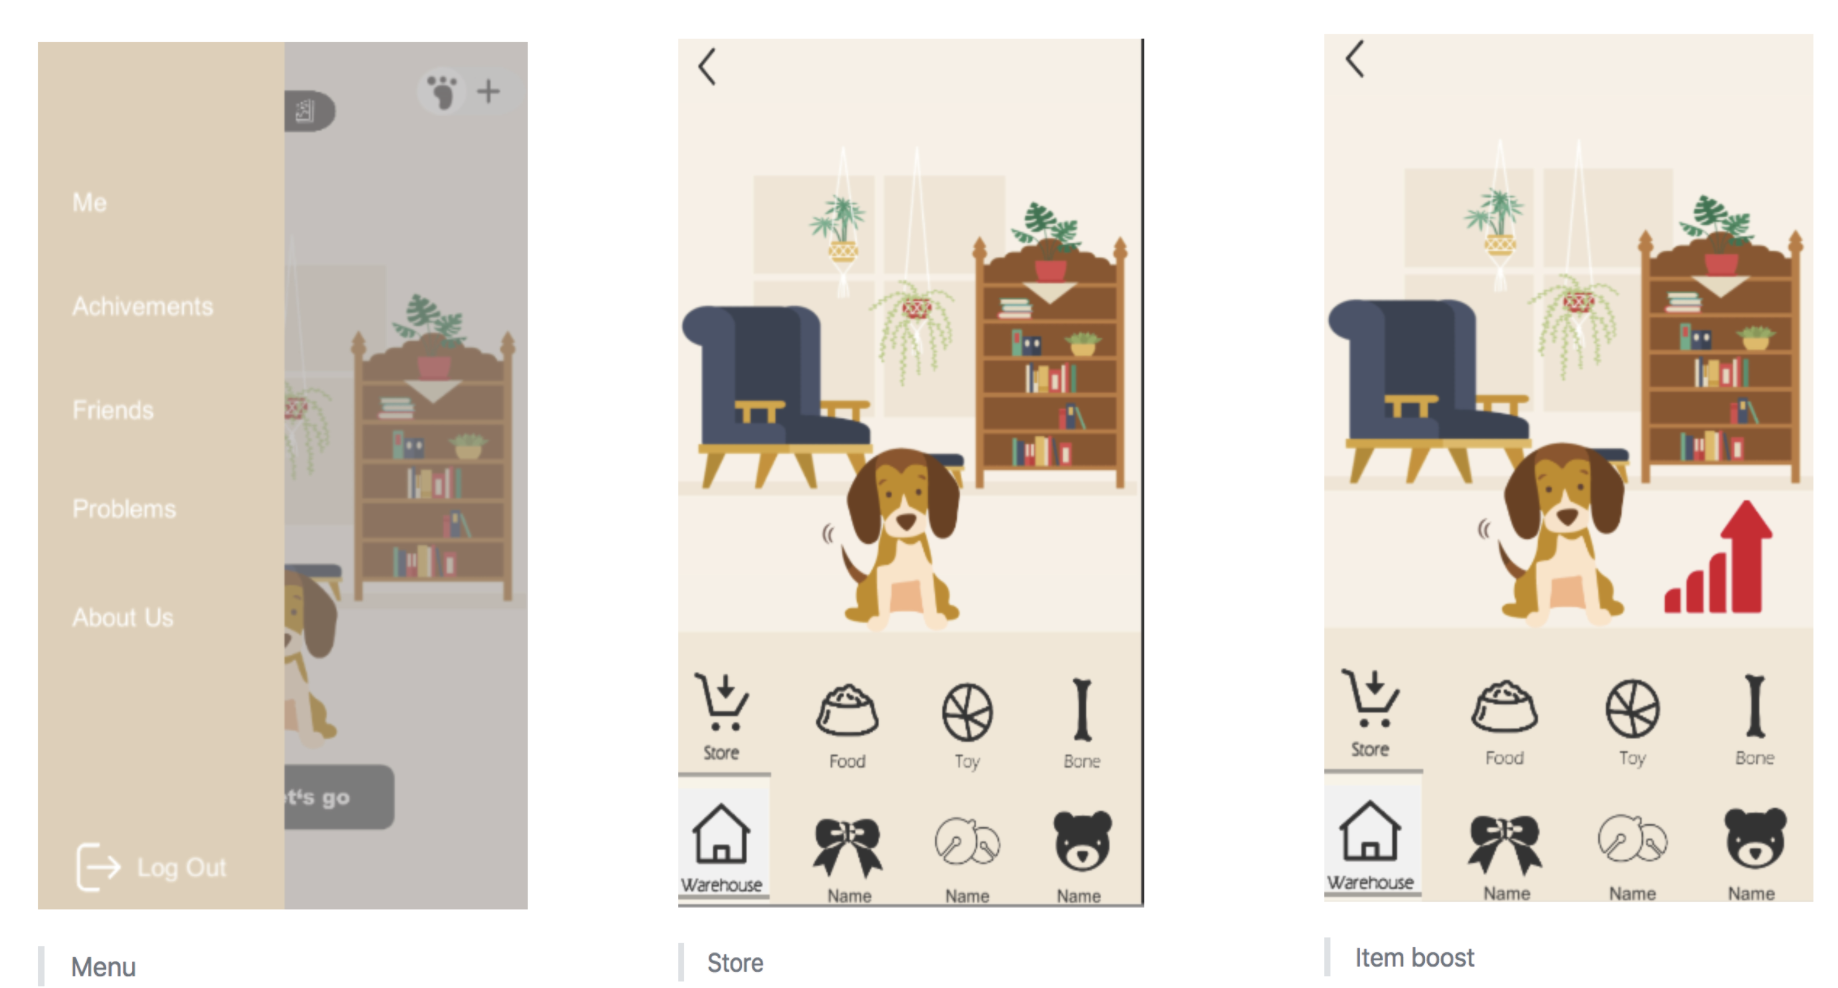 Me
Achivements
Friends
Problems
About Us
t's go
Log Out
Menu
Store
Food
Toy
Bone
Warehouse
Name
Name
Name
Store
Store
Food
Toy
Bone
Warehouse
Name
Name
Name
Item boost